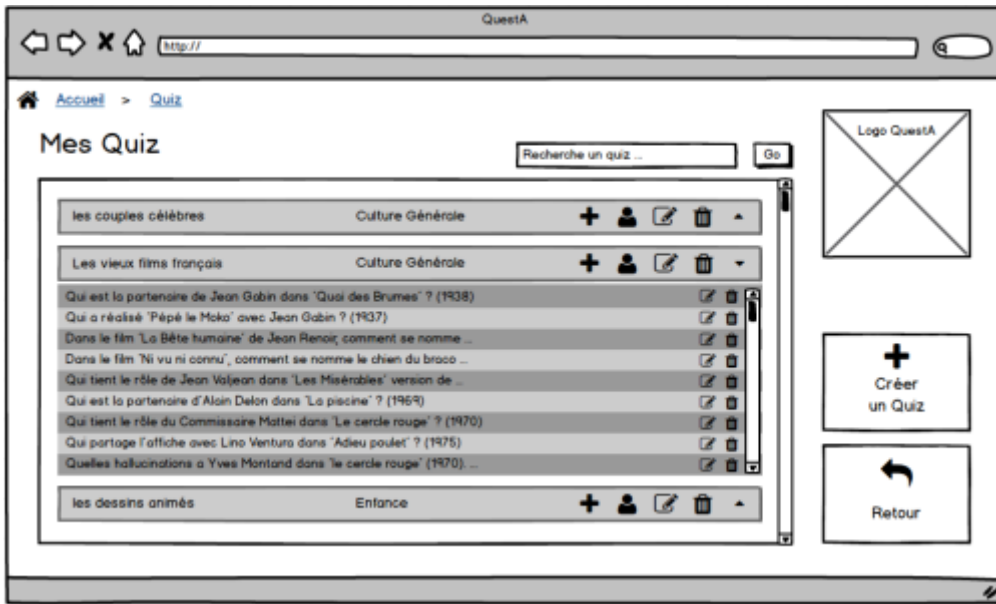 QuestA
http://
Accueil > Quiz
Mes Quiz
Recherche un quiz ...
Go
Logo QuestA
les couples célèbres Culture Générale
Les vieux films français Culture Générale
Qui est la partenaire de Jean Gabin dans "Quai des Brumes" ? (1938)
Qui a réalisé "Pépé le Moko" avec Jean Gabin ? (1937)
Dans le film "La Bête humaine" de Jean Renoir, comment se nomme ...
Dans le film "Ni vu ni connu", comment se nomme le chien du braco ...
Qui tient le rôle de Jean Valjean dans "Les Misérables" version de ...
Qui est la partenaire d'Alain Delon dans "La piscine" ? (1969)
Qui tient le rôle du Commissaire Mattei dans "Le cercle rouge" ? (1970)
Qui partage l'affiche avec Lino Ventura dans "Adieu poulet" ? (1975)
Quelles hallucinations a Yves Montand dans "le cercle rouge" (1970). ...
les dessins animés Enfance
Créer
un Quiz
Retour